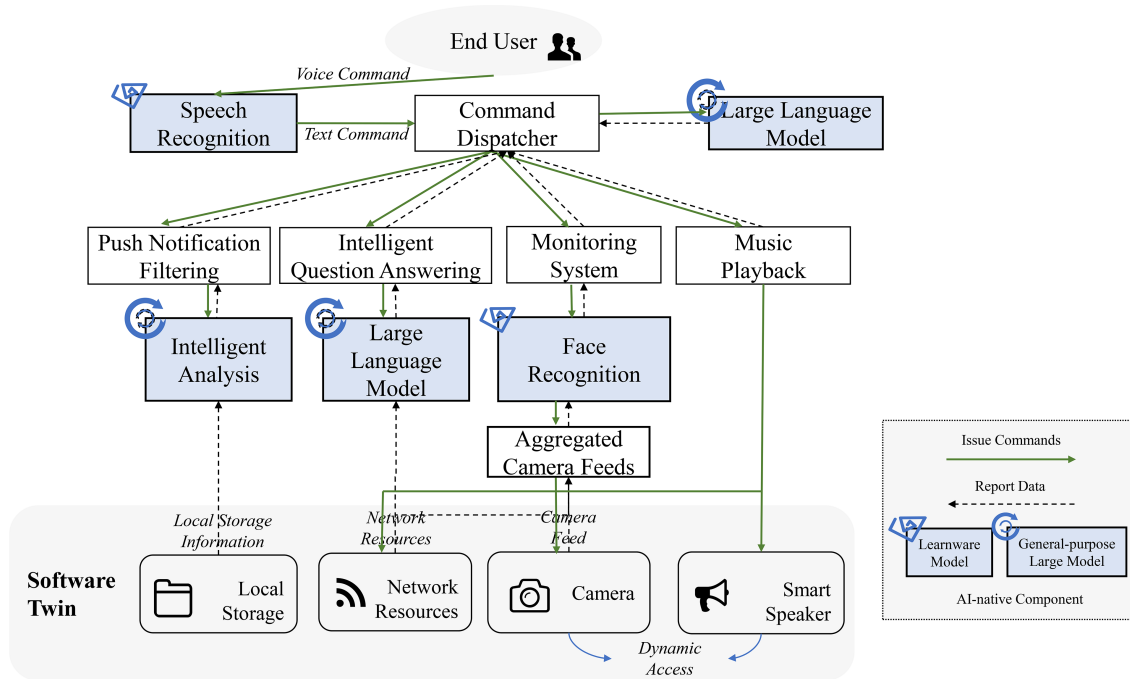 End User
Voice Command
Speech
Recognition
Text Command
Command
Dispatcher
Large Language
Model
Push Notification
Filtering
Intelligent
Question Answering
Monitoring
System
Music
Playback
Intelligent
Analysis
Large
Language
Model
Face
Recognition
Aggregated
Camera Feeds
Local Storage
Information
Network
Resources
Camera
Feed
Software
Twin
Local
Storage
Network
Resources
Camera
Smart
Speaker
Dynamic
Access
Issue Commands
Report Data
Learnware
Model
General-purpose
Large Model
AI-native Component